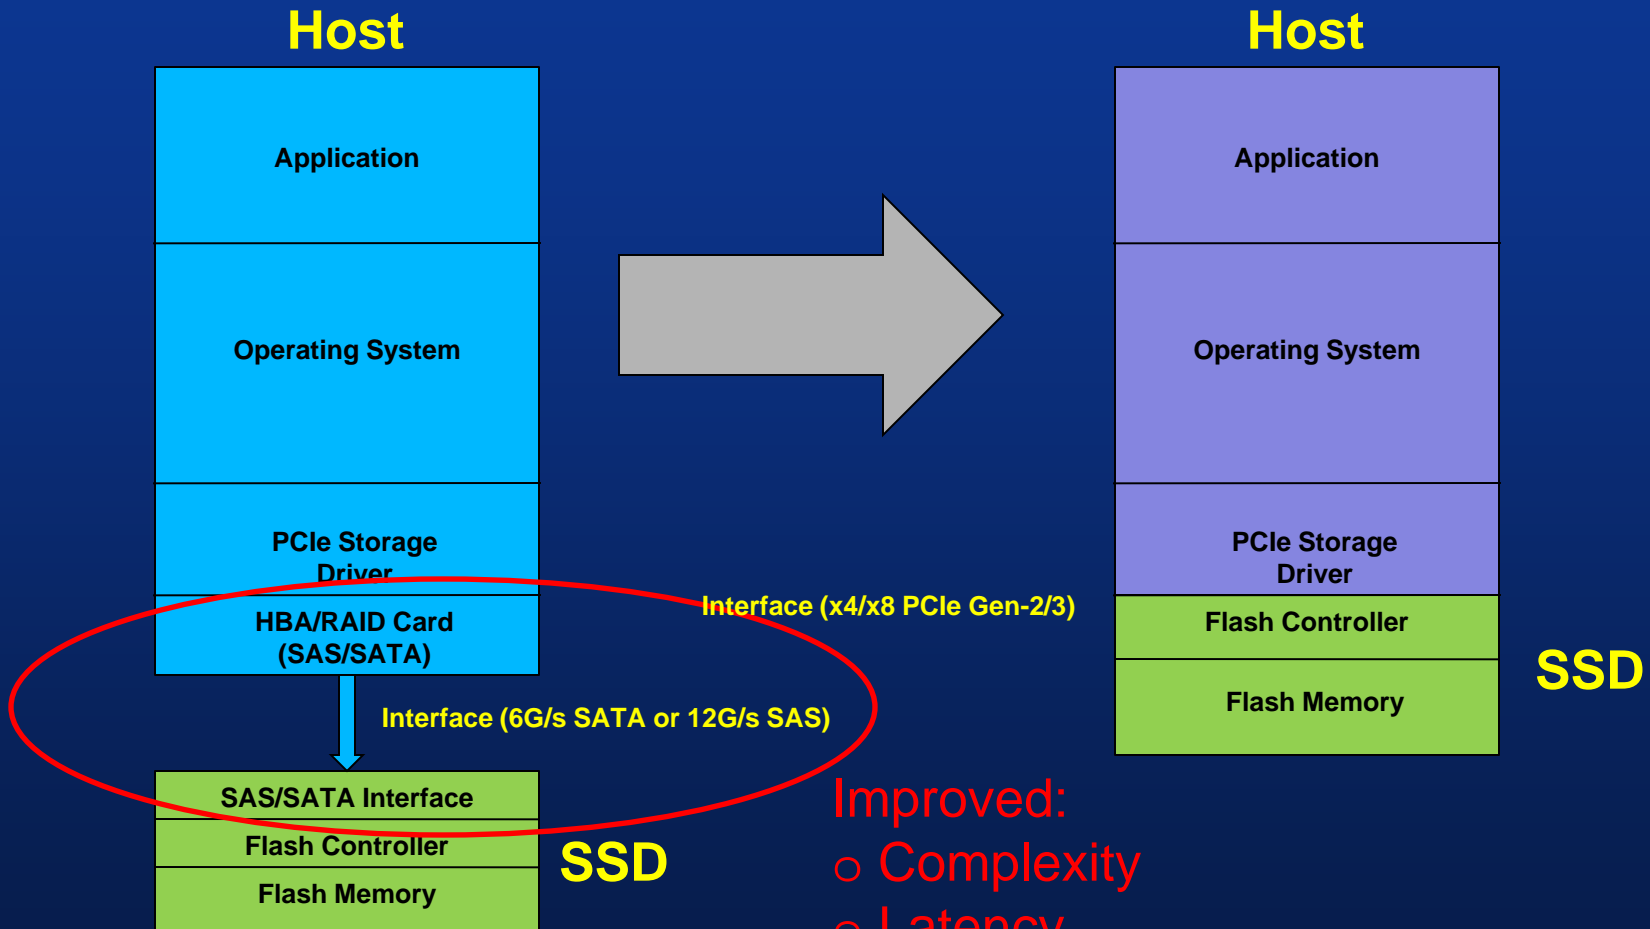 Host
Application
Operating System
PCIe Storage
Driver
HBA/RAID Card
(SAS/SATA)
Interface (6G/s SATA or 12G/s SAS)
SAS/SATA Interface
Flash Controller
Flash Memory
SSD
Host
Application
Operating System
PCIe Storage
Driver
Interface (x4/x8 PCIe Gen-2/3)
Flash Controller
Flash Memory
SSD
Improved:
o Complexity
o Latency